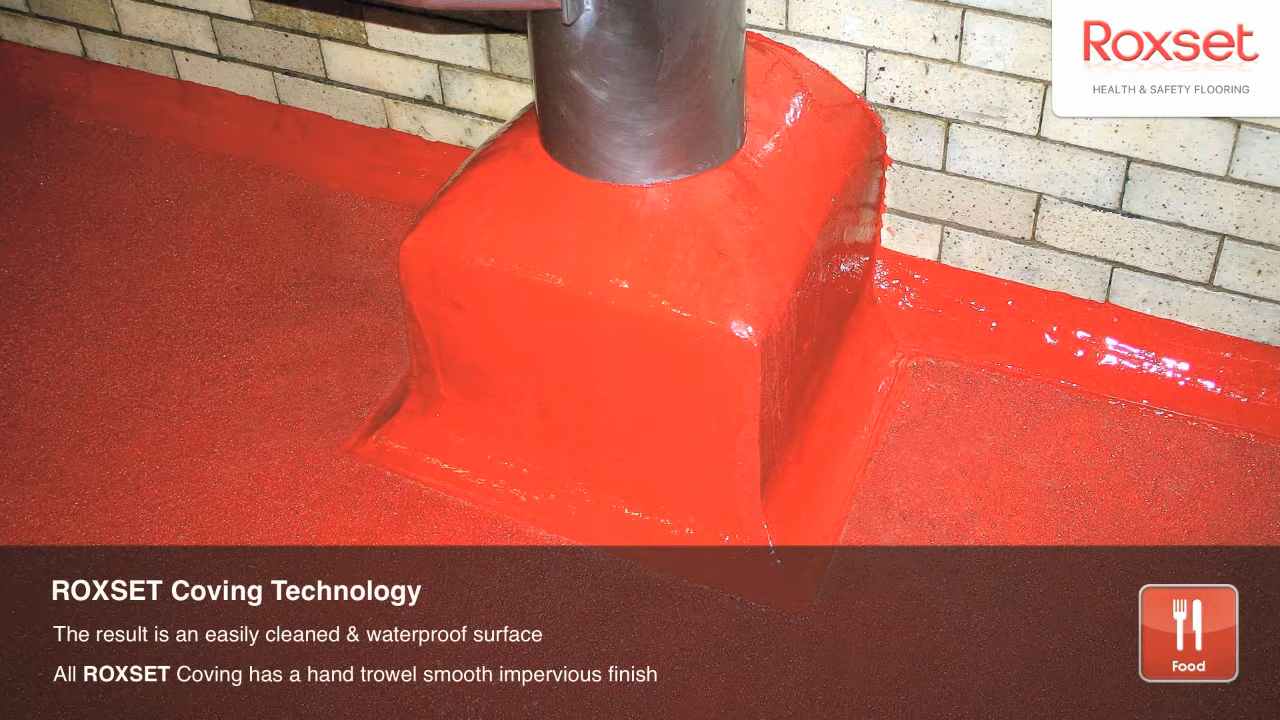 Roxset
HEALTH & SAFETY FLOORING
ROXSET Coving Technology
The result is an easily cleaned & waterproof surface
All ROXSET Coving has a hand trowel smooth impervious finish
Food